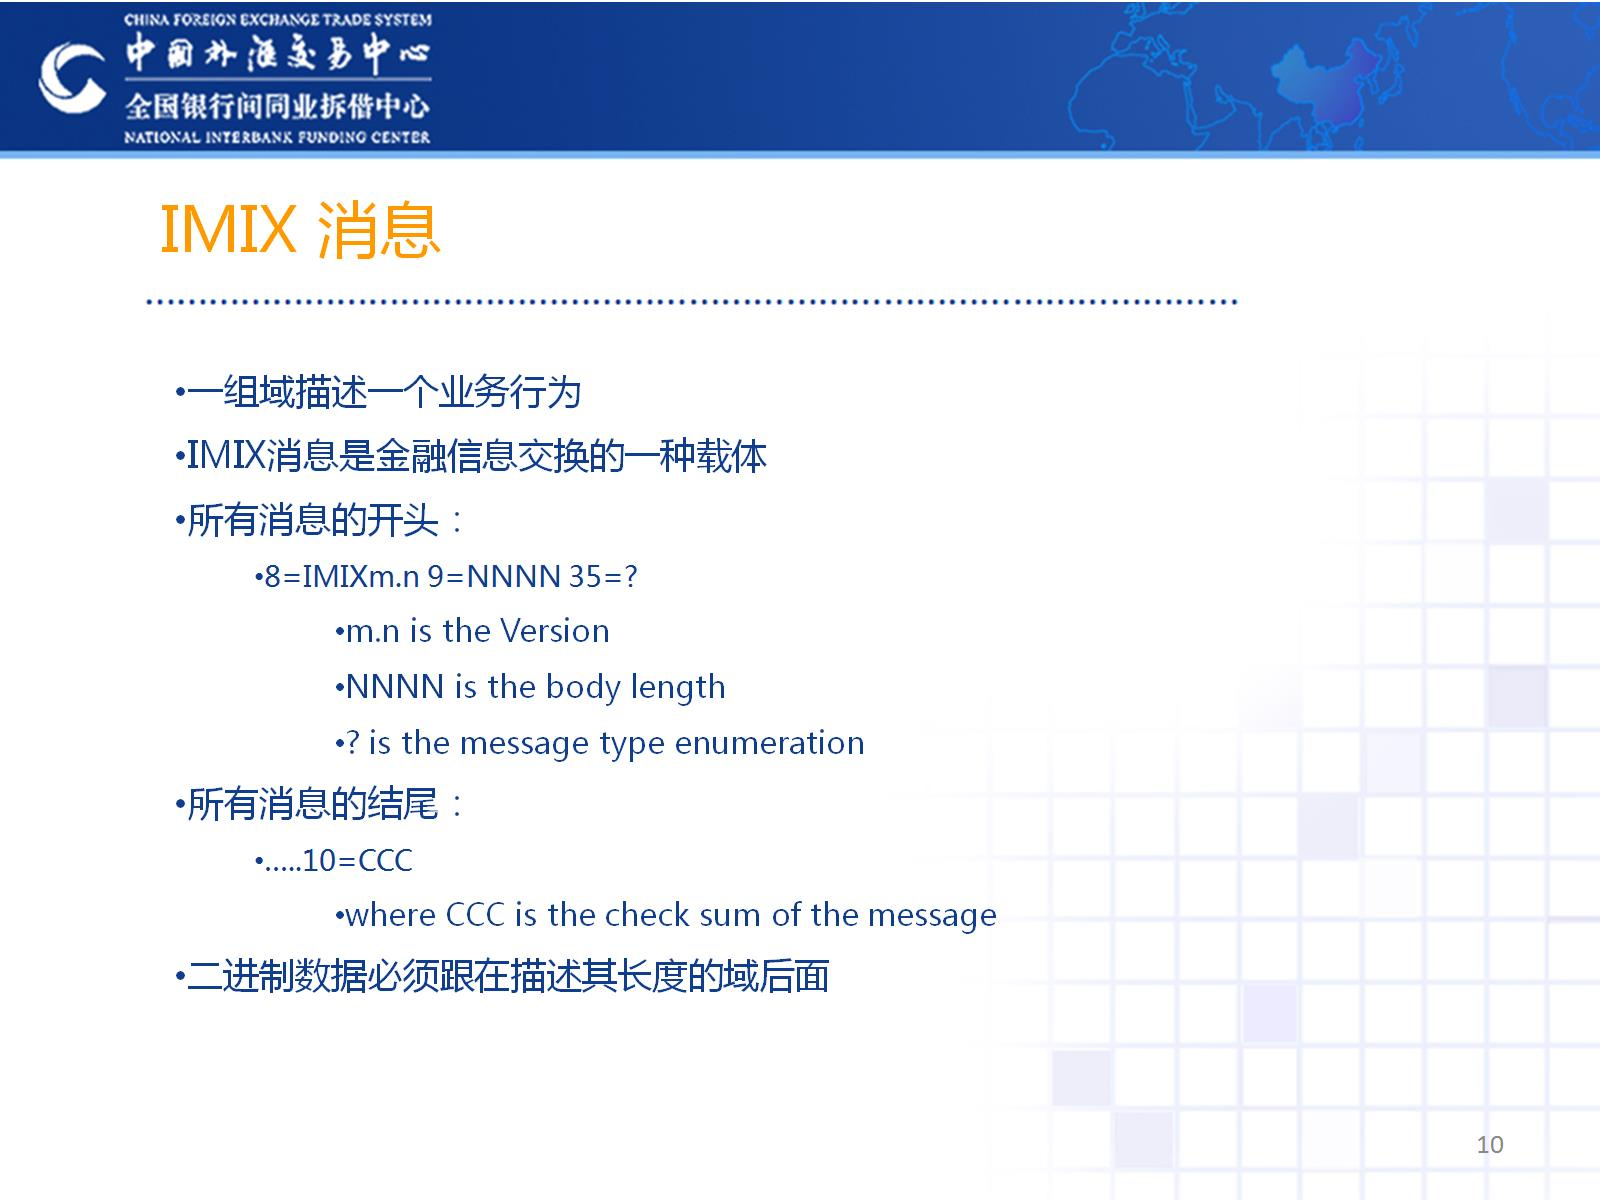 CHINA FOREIGN EXCHANGE TRADE SYSTEM
中国外汇交易中心
全国银行间同业拆借中心
NATIONAL INTERBANK FUNDING CENTER
IMIX 消息
•一组域描述一个业务行为
•IMIX消息是金融信息交换的一种载体
•所有消息的开头：
•8=IMIXm.n 9=NNNN 35=?
•m.n is the Version
•NNNN is the body length
•? is the message type enumeration
•所有消息的结尾：
•…..10=CCC
•where CCC is the check sum of the message
•二进制数据必须跟在描述其长度的域后面
10